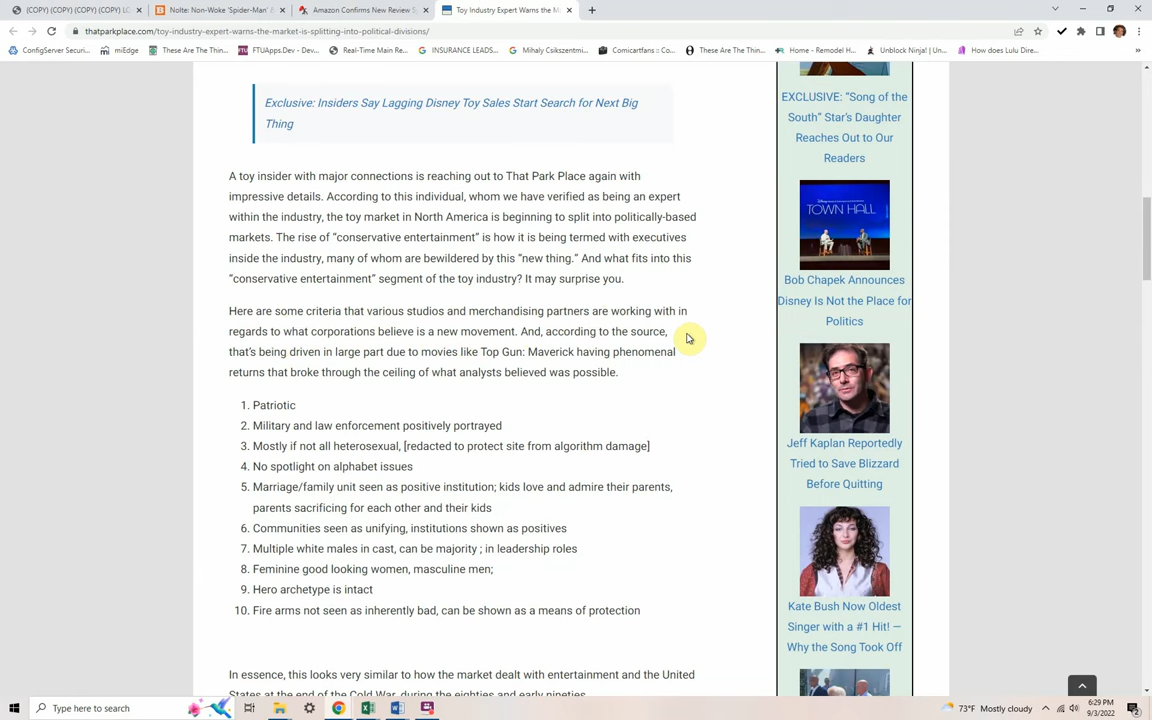 (COPY) (COPY) (COPY) (COPY) L
Nolte: Non-Woke 'Spider-Man' E
Amazon Confirms New Review S
Toy Industry Expert Warns the M
thatparkplace.com/toy-industry-expert-warns-the-market-is-splitting-into-political-divisions/
ConfigServer Securi...
miEdge
These Are The Thin...
FTUApps.Dev - Dow...
Real-Time Main Re...
INSURANCE LEADS...
Mihaly Csikszentmi...
Comicartfans :: Co...
These Are The Thin...
Home - Remodel H...
Unblock Ninja! | Un...
How does Lulu Dire...
Exclusive: Insiders Say Lagging Disney Toy Sales Start Search for Next Big
Thing
A toy insider with major connections is reaching out to That Park Place again with
impressive details. According to this individual, whom we have verified as being an expert
within the industry, the toy market in North America is beginning to split into politically-based
markets. The rise of “conservative entertainment” is how it is being termed with executives
inside the industry, many of whom are bewildered by this “new thing.” And what fits into this
“conservative entertainment” segment of the toy industry? It may surprise you.
Here are some criteria that various studios and merchandising partners are working with in
regards to what corporations believe is a new movement. And, according to the source,
that’s being driven in large part due to movies like Top Gun: Maverick having phenomenal
returns that broke through the ceiling of what analysts believed was possible.
1. Patriotic
2. Military and law enforcement positively portrayed
3. Mostly if not all heterosexual, [redacted to protect site from algorithm damage]
4. No spotlight on alphabet issues
5. Marriage/family unit seen as positive institution; kids love and admire their parents,
parents sacrificing for each other and their kids
6. Communities seen as unifying, institutions shown as positives
7. Multiple white males in cast, can be majority ; in leadership roles
8. Feminine good looking women, masculine men;
9. Hero archetype is intact
10. Fire arms not seen as inherently bad, can be shown as a means of protection
In essence, this looks very similar to how the market dealt with entertainment and the United
States at the end of the Cold War, during the eighties and early nineties.
EXCLUSIVE: “Song of the
South” Star’s Daughter
Reaches Out to Our
Readers
TOWN HALL
Bob Chapek Announces
Disney Is Not the Place for
Politics
Jeff Kaplan Reportedly
Tried to Save Blizzard
Before Quitting
Kate Bush Now Oldest
Singer with a #1 Hit! —
Why the Song Took Off
Type here to search
73°F Mostly cloudy
6:29 PM
9/3/2022